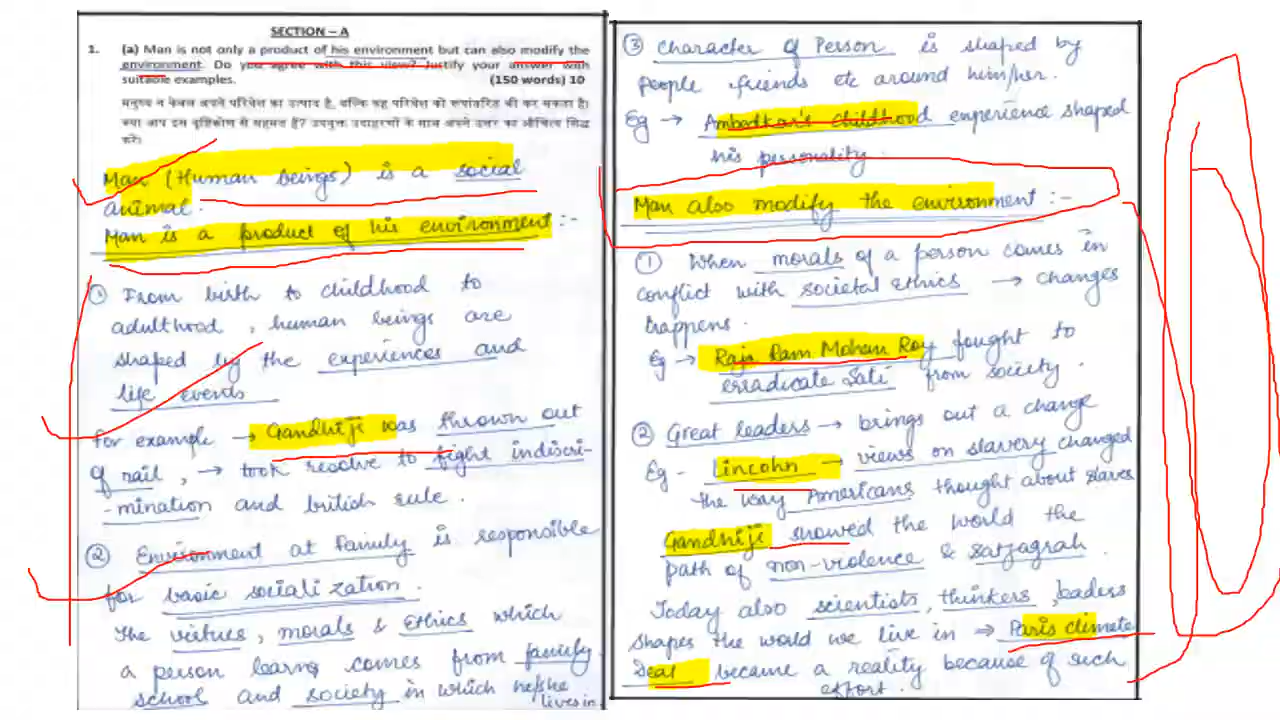 SECTION – A
1. (a) Man is not only a product of his environment but can also modify the
environment. Do you agree with this view? Justify your answer with
suitable examples. (150 words) 10
मनुष्य न केवल अपने परिवेश का उत्पाद है, बल्कि वह परिवेश को रूपांतरित भी कर सकता है।
क्या आप इस दृष्टिकोण से सहमत हैं? उपयुक्त उदाहरणों के साथ अपने उत्तर का औचित्य सिद्ध
करें।
Man (Human beings) is a social
animal.
Man is a product of his environment :-
① From birth to childhood to
adulthood, human beings are
shaped by the experiences and
life events
for example → Gandhiji was thrown out
of rail, → took resolve to fight indiscri-
-mination and british rule.
② Environment at family is responsible
for basic socialization.
The virtues, morals & Ethics which
a person learns comes from family
school and society in which he/she
lives in.
③ Character of Person is shaped by
people, friends etc around him/her.
Eg → Ambedkar's childhood experience shaped
his personality.
Man also modify the environment :-
① When morals of a person comes in
conflict with societal ethics → changes
happens.
Eg → Raja Ram Mohan Roy fought to
erradicate Sati from society.
② Great leaders → brings out a change
Eg - Lincohn → views on slavery changed
the way Americans thought about slaves
Gandhiji showed the world the
path of non-violence & satyagrah.
Today also scientists, thinkers, leaders
shapes the world we live in → Paris climate
Deal became a reality because of such
effort.